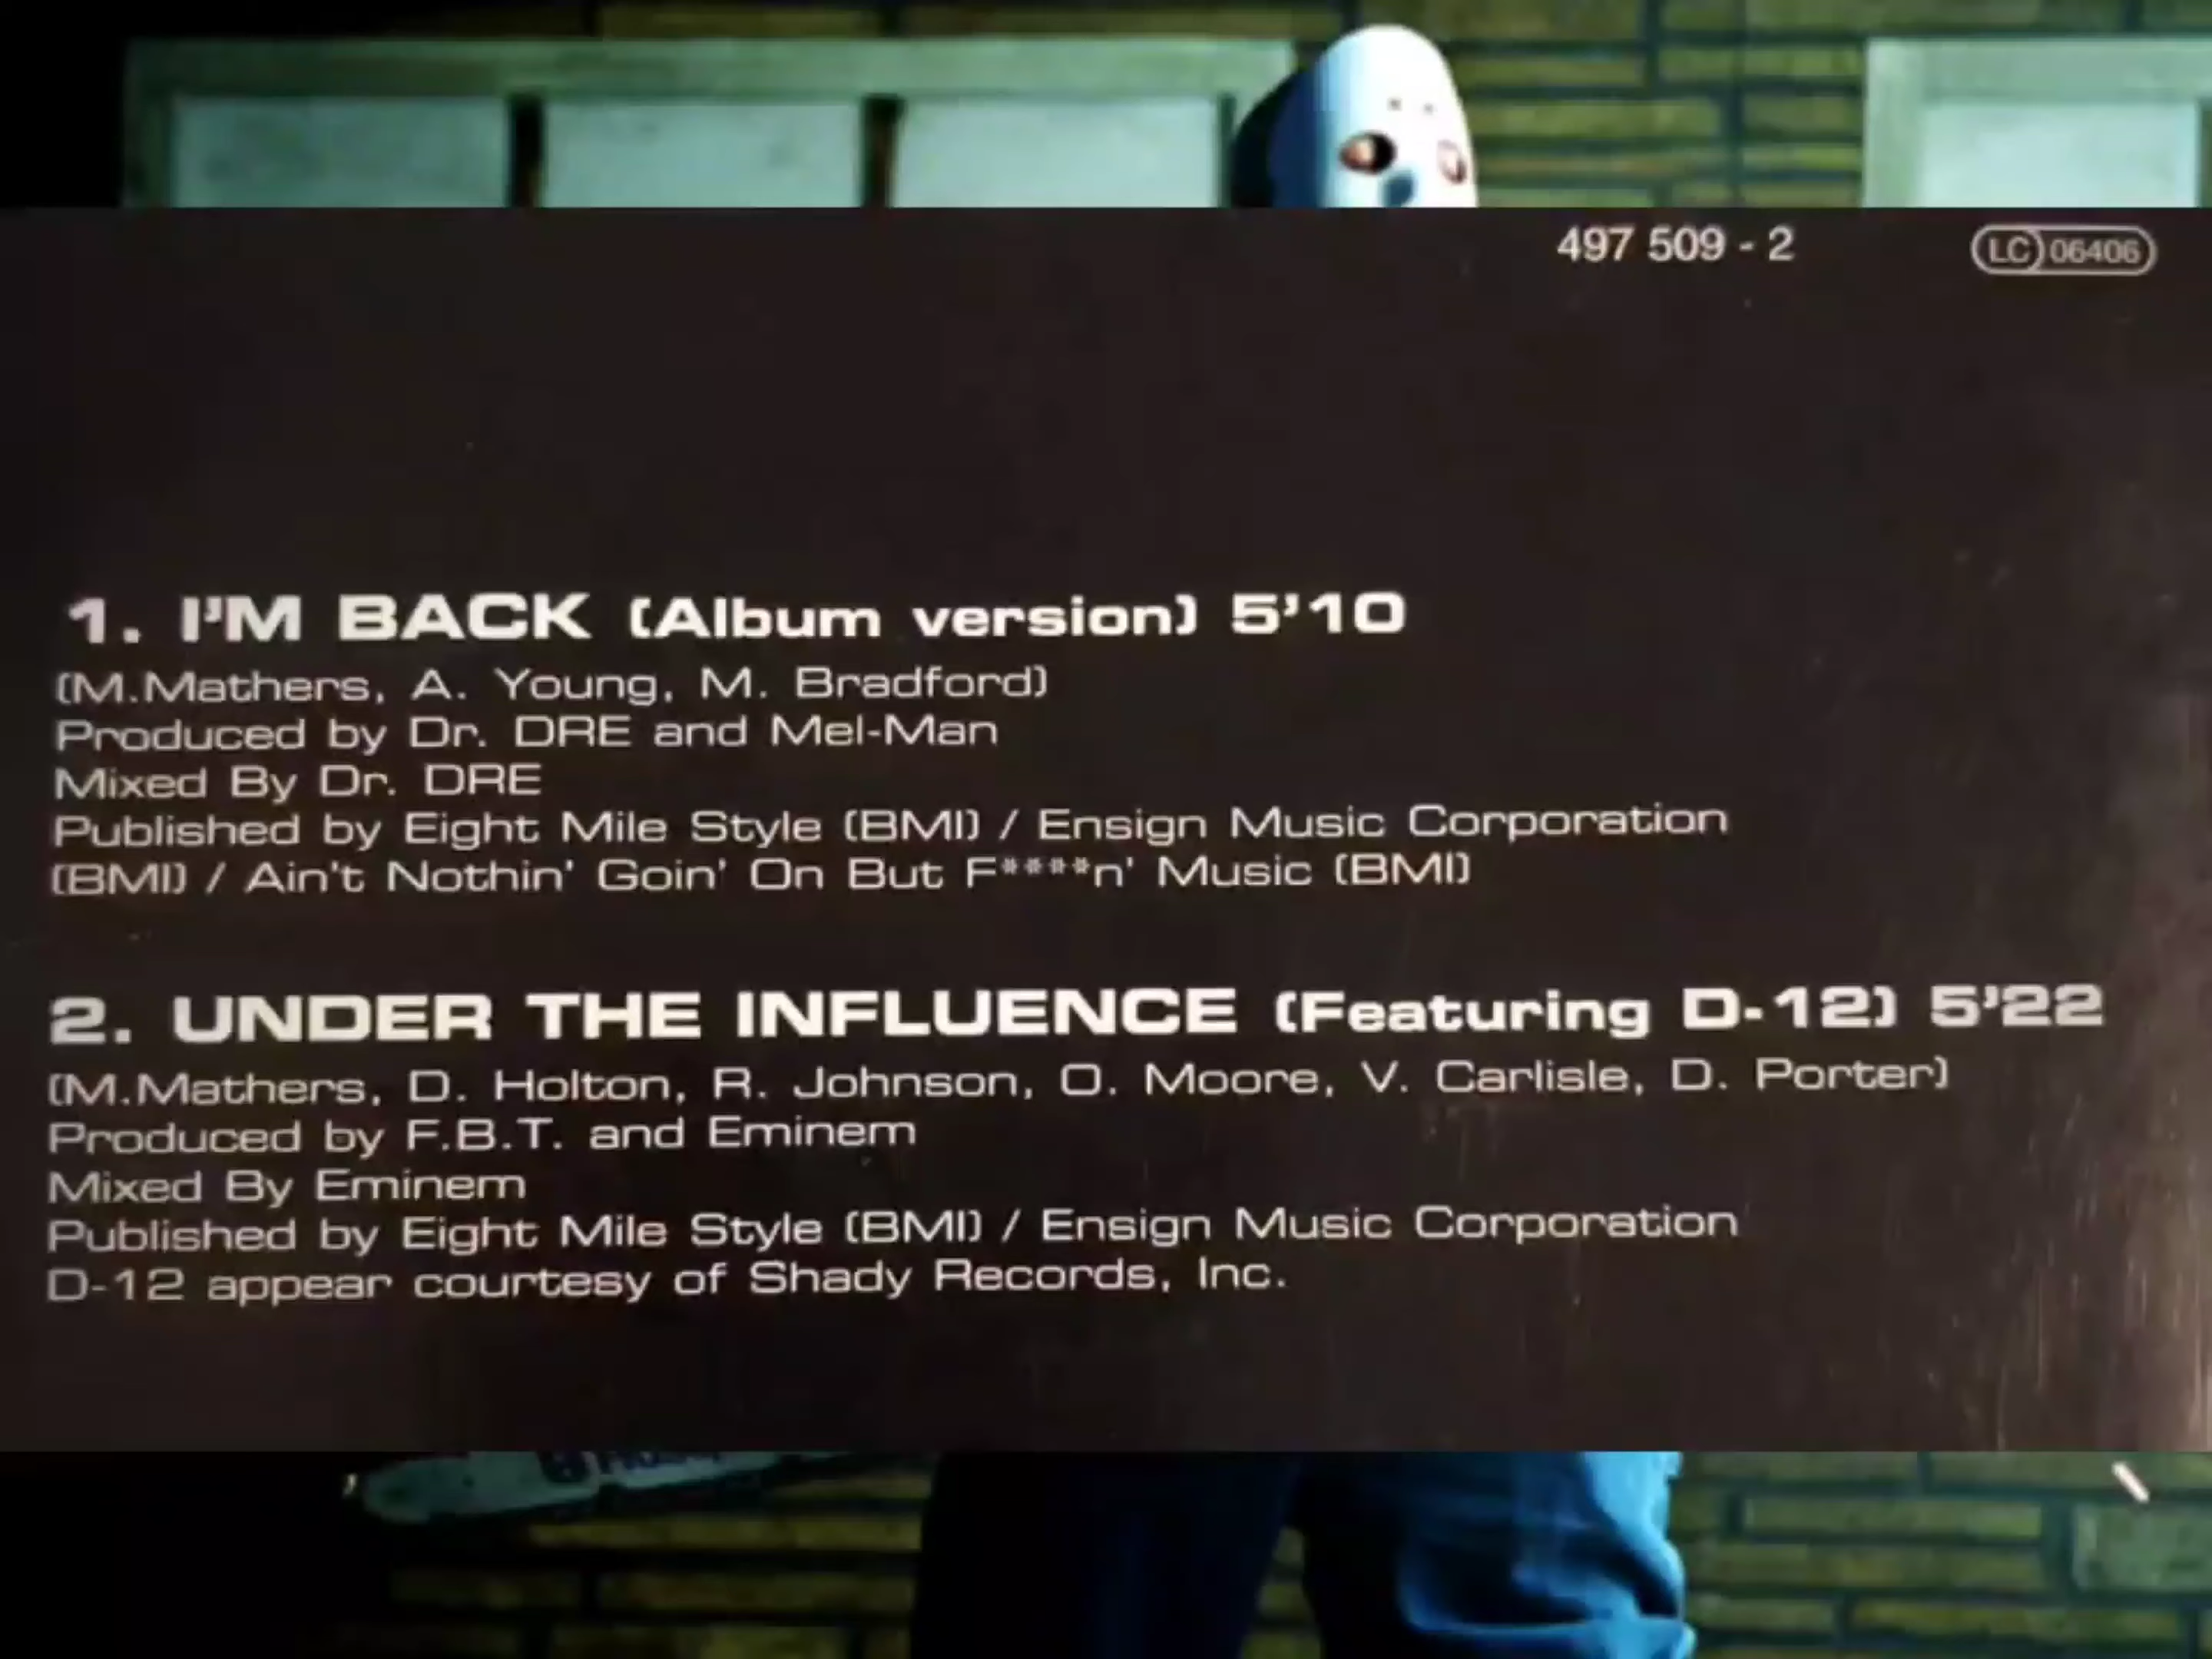 497 509 - 2
LC 06406
1. I'M BACK (Album version) 5'10
(M.Mathers, A. Young, M. Bradford)
Produced by Dr. DRE and Mel-Man
Mixed By Dr. DRE
Published by Eight Mile Style (BMI) / Ensign Music Corporation
(BMI) / Ain't Nothin' Goin' On But F****n' Music (BMI)
2. UNDER THE INFLUENCE (Featuring D-12) 5'22
(M.Mathers, D. Holton, R. Johnson, O. Moore, V. Carlisle, D. Porter)
Produced by F.B.T. and Eminem
Mixed By Eminem
Published by Eight Mile Style (BMI) / Ensign Music Corporation
D-12 appear courtesy of Shady Records, Inc.